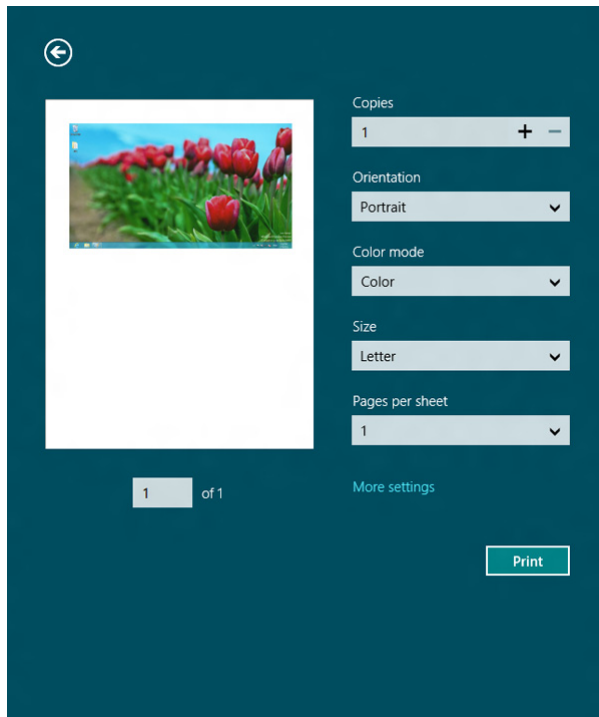 Copies
1
Orientation
Portrait
Color mode
Color
Size
Letter
Pages per sheet
1
More settings
1 of 1
Print